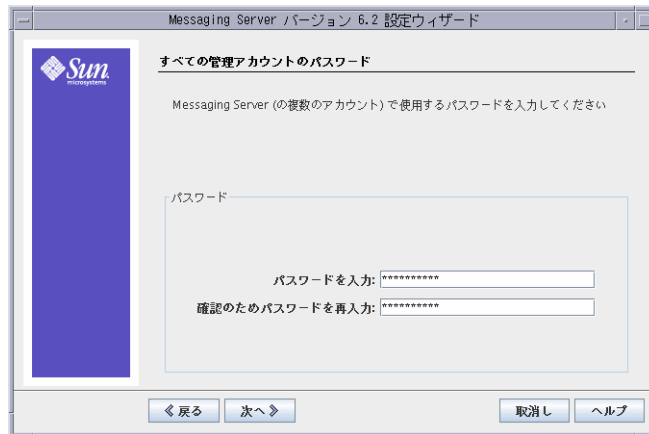 Messaging Server バージョン 6.2 設定ウィザード
Sun
microsystems
すべての管理アカウントのパスワード
Messaging Server (の複数のアカウント) で使用するパスワードを入力してください
パスワード
パスワードを入力: **********
確認のためパスワードを再入力: **********
戻る
次へ
取消し
ヘルプ